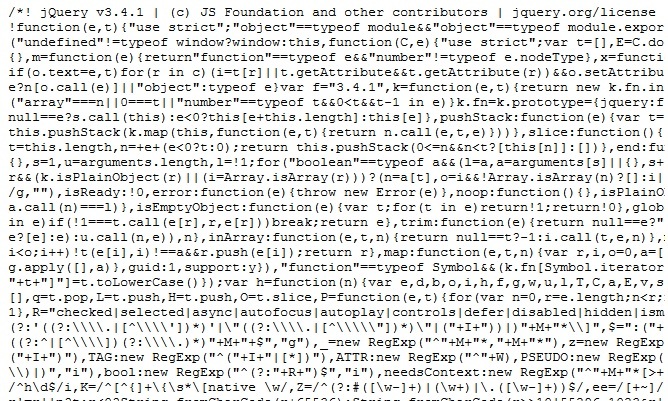 /*! jQuery v3.4.1 | (c) JS Foundation and other contributors | jquery.org/license
!function(e,t){"use strict";"object"==typeof module&&"object"==typeof module.expor
("undefined"!=typeof window?window:this,function(C,e){"use strict";var t=[],E=C.do
{},m=function(e){return"function"==typeof e&&"number"!=typeof e.nodeType},x=functi
if(o.text=e,t)for(r in c)(i=t[r]||t.getAttribute&&t.getAttribute(r))&&o.setAttribu
e?n[o.call(e)]||"object":typeof e}var f="3.4.1",k=function(e,t){return new k.fn.in
("array"===n||0===t||"number"==typeof t&&0<t&&t-1 in e)}k.fn=k.prototype={jquery:f
null==e?s.call(this):e<0?this[e+this.length]:this[e]},pushStack:function(e){var t=
this.pushStack(k.map(this,function(e,t){return n.call(e,t,e)}))},slice:function(){
t=this.length,n=+e+(e<0?t:0);return this.pushStack(0<=n&&n<t?[this[n]]:[])},end:fu
{},s=1,u=arguments.length,l=!1;for("boolean"==typeof a&&(l=a,a=arguments[s]||{},s+
r&&(k.isPlainObject(r)||(i=Array.isArray(r)))?(n=a[t],o=i&&!Array.isArray(n)?[]:i|
/g,""),isReady:!0,error:function(e){throw new Error(e)},noop:function(){},isPlainO
a.call(n)===l)},isEmptyObject:function(e){var t;for(t in e)return!1;return!0},glob
in e)if(!1===t.call(e[r],r,e[r]))break;return e},trim:function(e){return null==e?"
e?[e]:e):u.call(n,e)),n},inArray:function(e,t,n){return null==t?-1:i.call(t,e,n)},
i<o;i++)!t(e[i],i)!==a&&r.push(e[i]);return r},map:function(e,t,n){var r,i,o=0,a=[
g.apply([],a)},guid:1,support:y}),"function"==typeof Symbol&&(k.fn[Symbol.iterator
"+t+"]"]=t.toLowerCase()});var h=function(n){var e,d,b,o,i,h,f,g,w,u,l,T,C,a,E,v,s
[],q=t.pop,L=t.push,H=t.push,O=t.slice,P=function(e,t){for(var n=0,r=e.length;n<r;
1},R="checked|selected|async|autofocus|autoplay|controls|defer|disabled|hidden|ism
(?:'((?:\\\\.|[^\\\\'])*)'|\"((?:\\\\.|[^\\\\\"])*)\"|("+I+"))|)"+M+"*\\]",$=":("+
((?:^|[^\\\\])(?:\\\\.)*)"+M+"+$","g"),_=new RegExp("^"+M+"*,"+M+"*"),z=new RegExp
("+I+")"),TAG:new RegExp("^("+I+"|[*])"),ATTR:new RegExp("^"+W),PSEUDO:new RegExp(
\\)|)","i"),bool:new RegExp("^(?:"+R+")$","i"),needsContext:new RegExp("^"+M+"*[>+
/^h\d$/i,K=/^[^{]+\{\s*\[native \w/,Z=/^(?:#([\w-]+)|(\w+)|\.([\w-]+))$/,ee=/[+~]/